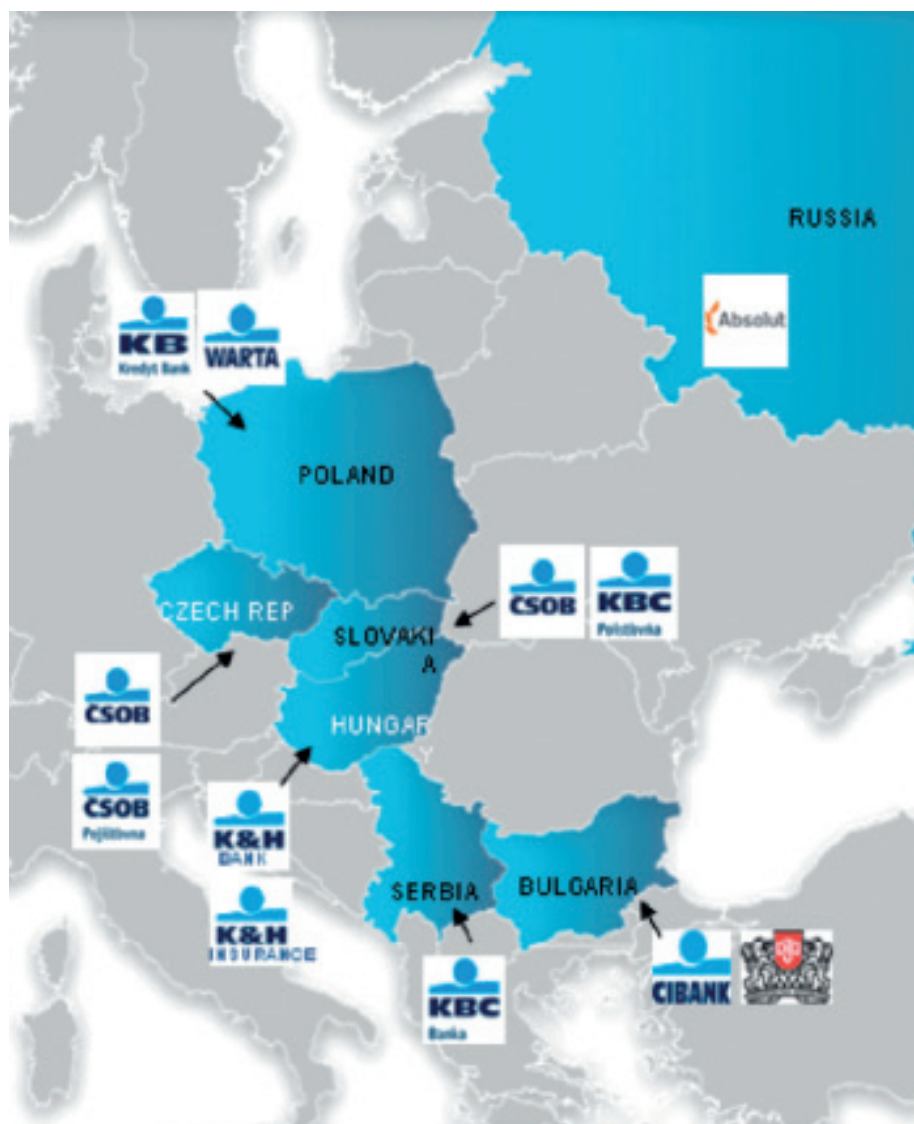 RUSSIA
Absolut
KB
Kredyt Bank
WARTA
POLAND
CZECH REP
SLOVAKI
A
ČSOB
KBC
Poisťovka
HUNGAR
Y
ČSOB
ČSOB
Pojišťovna
K&H
BANK
K&H
INSURANCE
SERBIA
BULGARIA
KBC
Banka
CIBANK